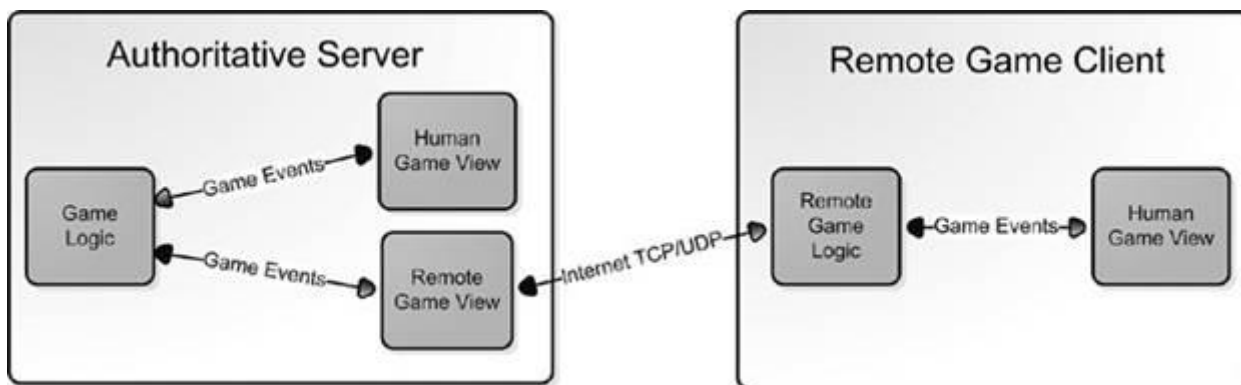 Authoritative Server
Human
Game View
Game Events
Game
Logic
Game Events
Remote
Game View
Internet TCP/UDP
Remote Game Client
Remote
Game
Logic
Game Events
Human
Game View